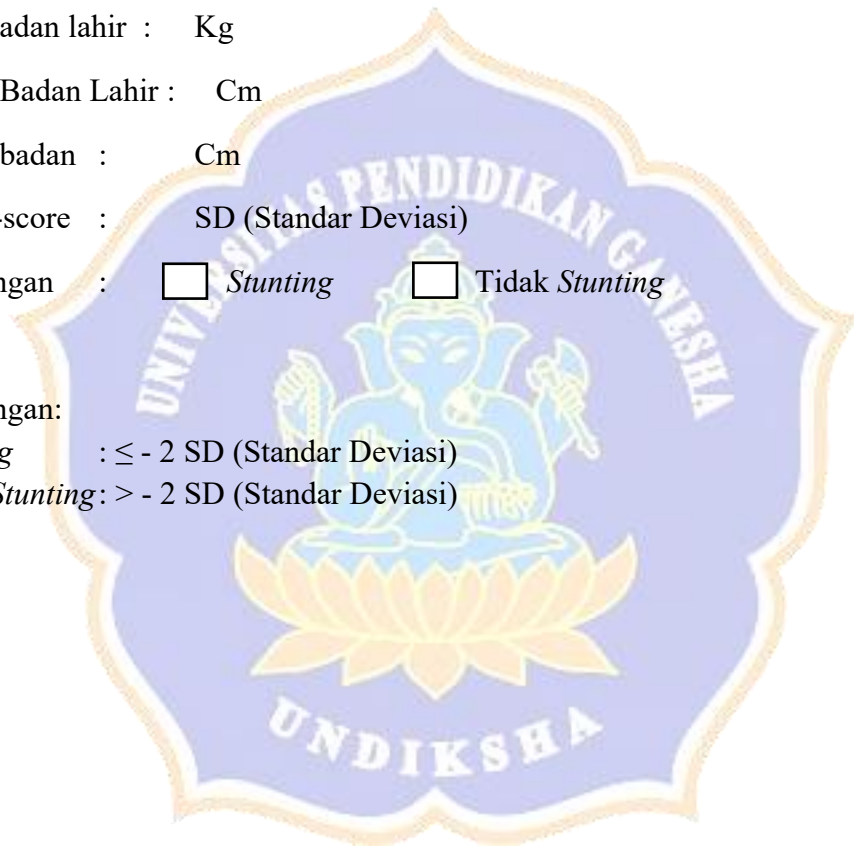 adan lahir : Kg
Badan Lahir : Cm
badan : Cm
-score : SD (Standar Deviasi)
ngan : Stunting Tidak Stunting
ngan:
g : ≤ - 2 SD (Standar Deviasi)
Stunting : > - 2 SD (Standar Deviasi)
UNIVERSITAS PENDIDIKAN GANESHA
UNDIKSHA